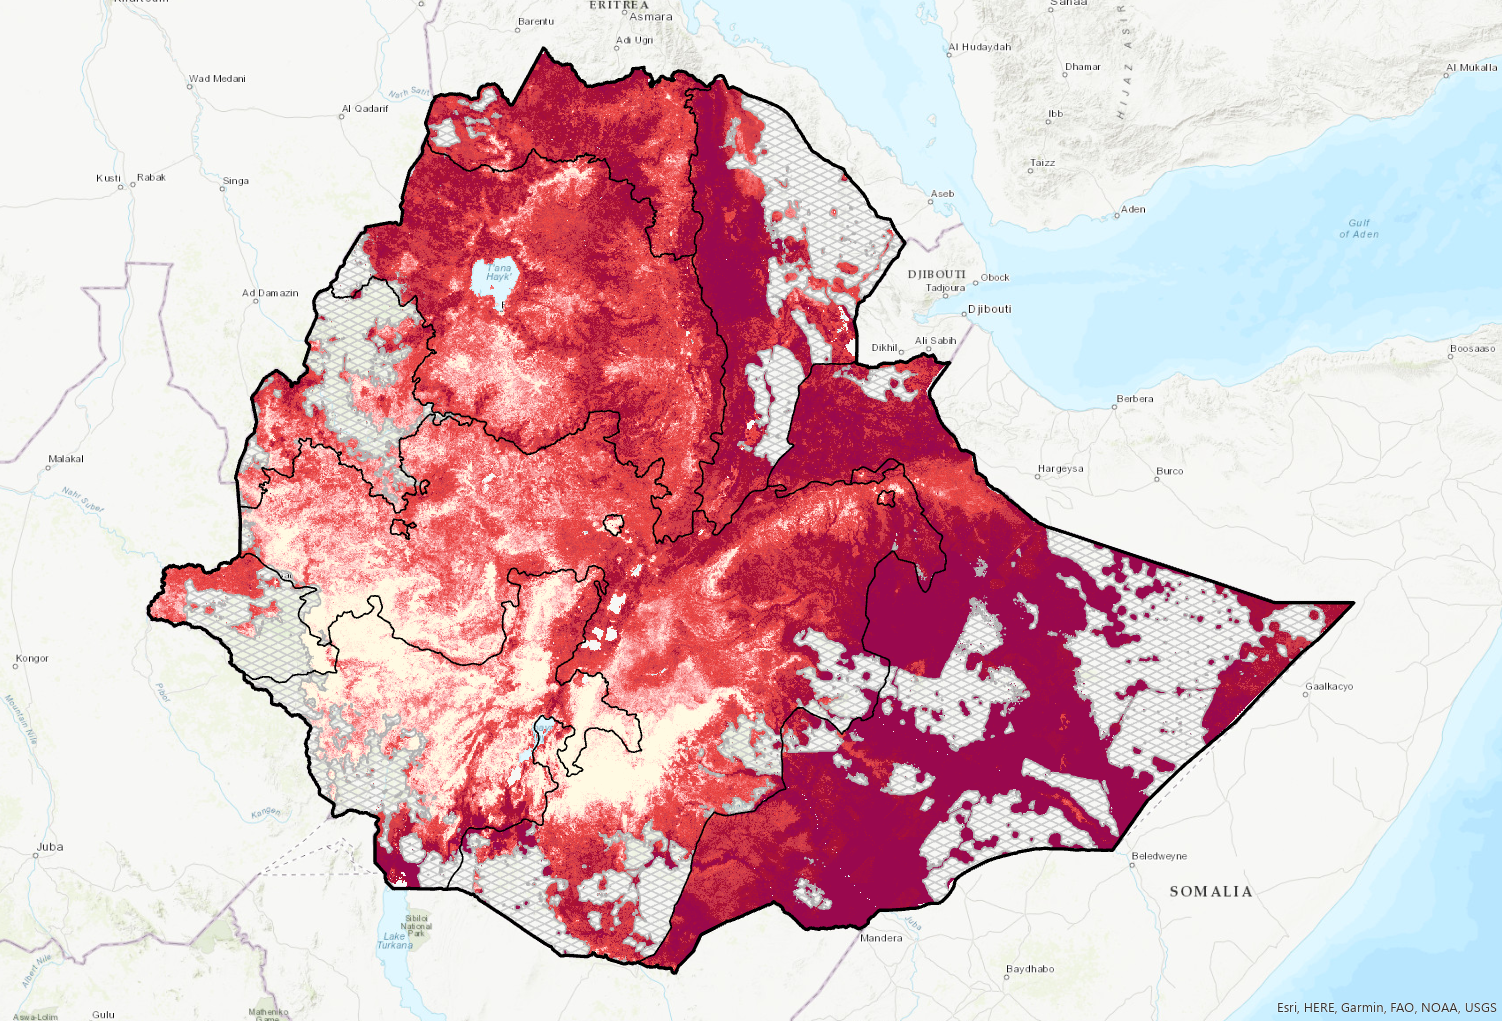 Khartoum
ERITREA
Asmara
Barentu
Adi Ugri
Sanaa
HIJAZ ASIR
Al Hudaydah
Dhamar
Al Mukalla
Wad Medani
Nahr Satit
Al Qadarif
Ibb
Taizz
Kusti
Rabak
Singa
Aseb
Aden
Gulf
of Aden
T'ana
Hayk'
DJIBOUTI
Obock
Tadjoura
Djibouti
Ad Damazin
Dikhil
Ali Sabih
Boosaaso
Berbera
Malakal
Hargeysa
Burco
Nahr Subat
Kongor
Pibor
Mountain Nile
Gaalkacyo
Kangen
Juba
Beledweyne
SOMALIA
Sibiloi
National
Park
Lake
Turkana
Juba
Mandera
Baydhabo
Albert Nile
Aswa-Lolim
Gulu
Matheniko
Game
Esri, HERE, Garmin, FAO, NOAA, USGS